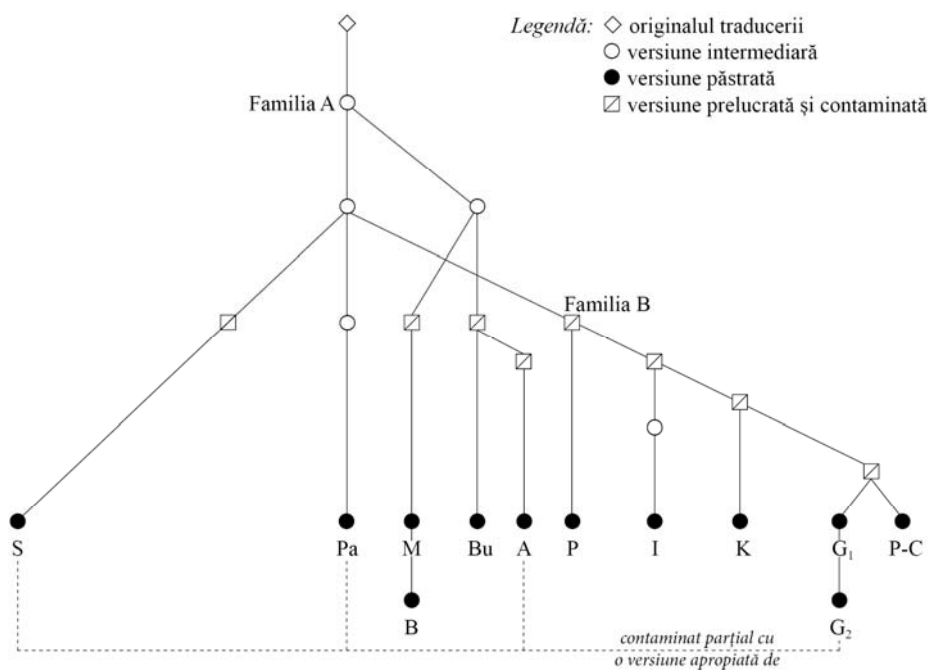 Legendă: originalul traducerii
versiune intermediară
versiune păstrată
versiune prelucrată și contaminată
Familia A
Familia B
S Pa M Bu A P I K G₁ P-C
B G₂
contaminat parțial cu
o versiune apropiată de